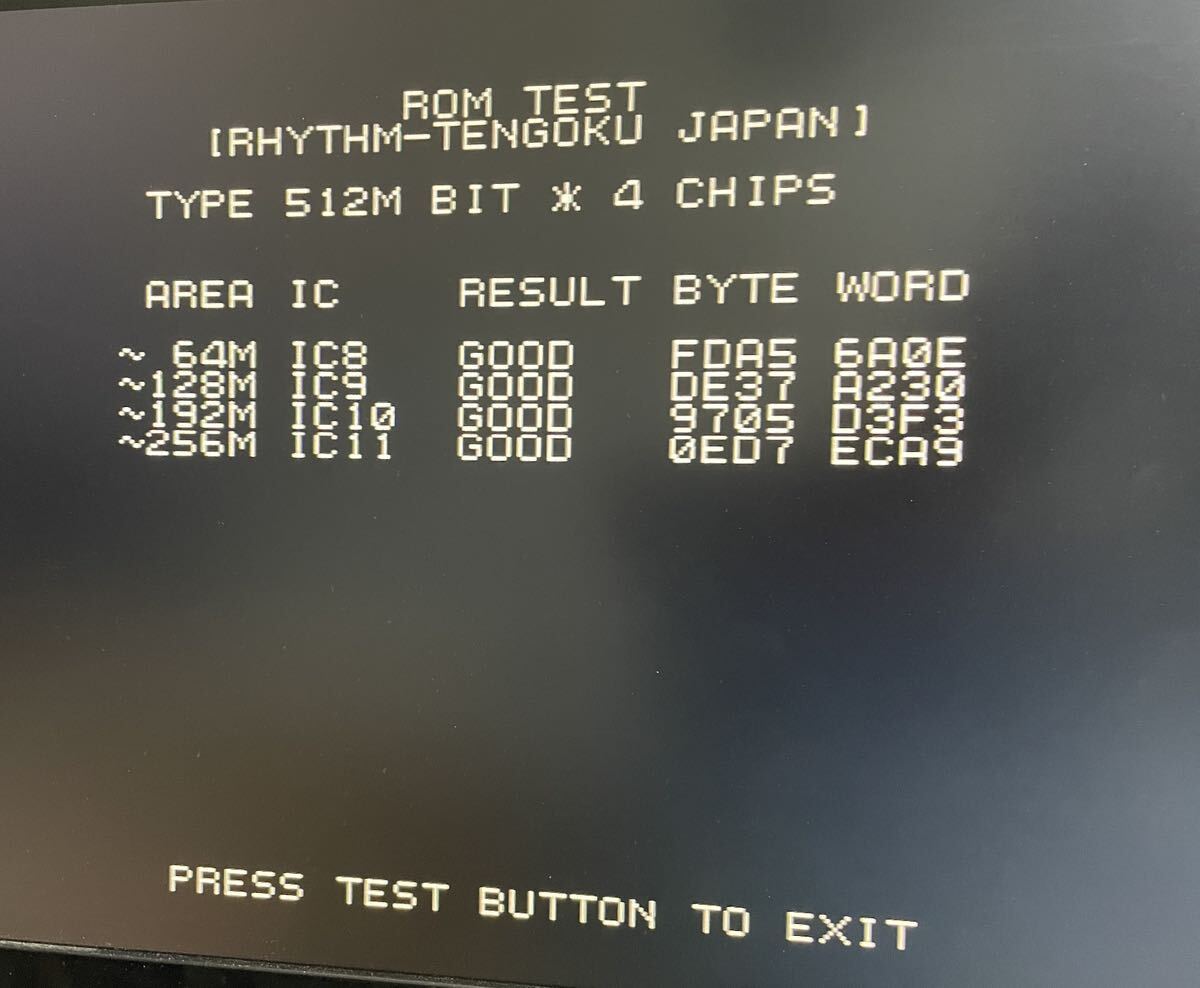 ROM TEST
[RHYTHM-TENGOKU JAPAN]
TYPE 512M BIT * 4 CHIPS
AREA IC RESULT BYTE WORD
~ 64M IC8 GOOD FDA5 6A0E
~128M IC9 GOOD DE37 A230
~192M IC10 GOOD 9705 D3F3
~256M IC11 GOOD 0ED7 ECA9
PRESS TEST BUTTON TO EXIT